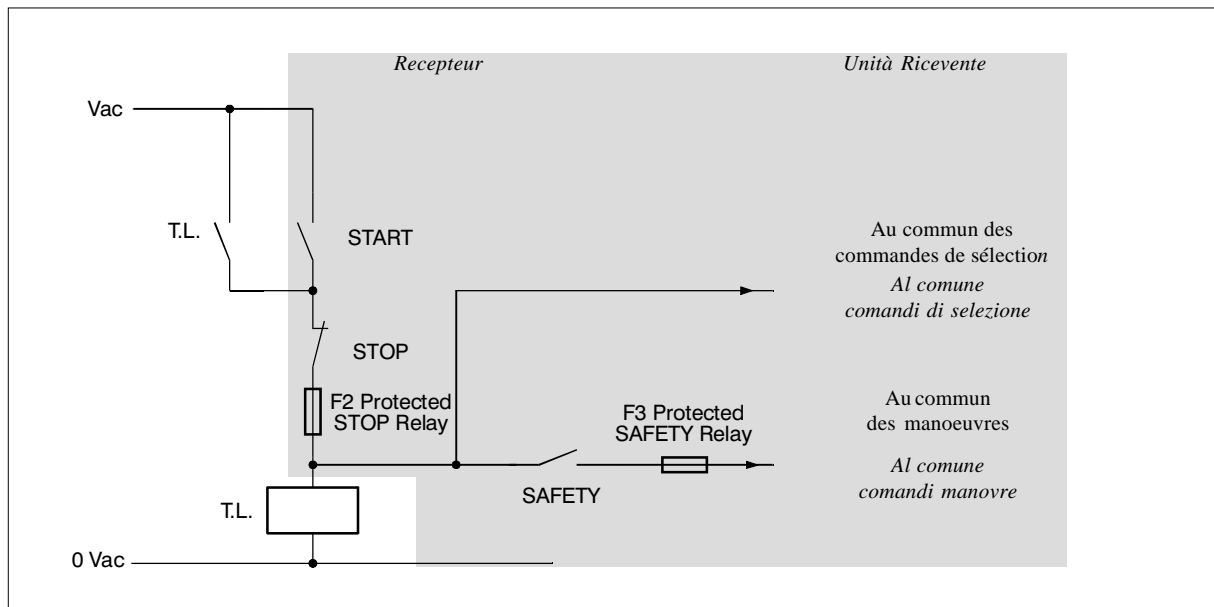 Recepteur
Unità Ricevente
Vac
T.L.
START
Au commun des
commandes de sélection
Al comune
comandi di selezione
STOP
F2 Protected
STOP Relay
F3 Protected
SAFETY Relay
Au commun
des manoeuvres
Al comune
comandi manovre
SAFETY
T.L.
0 Vac